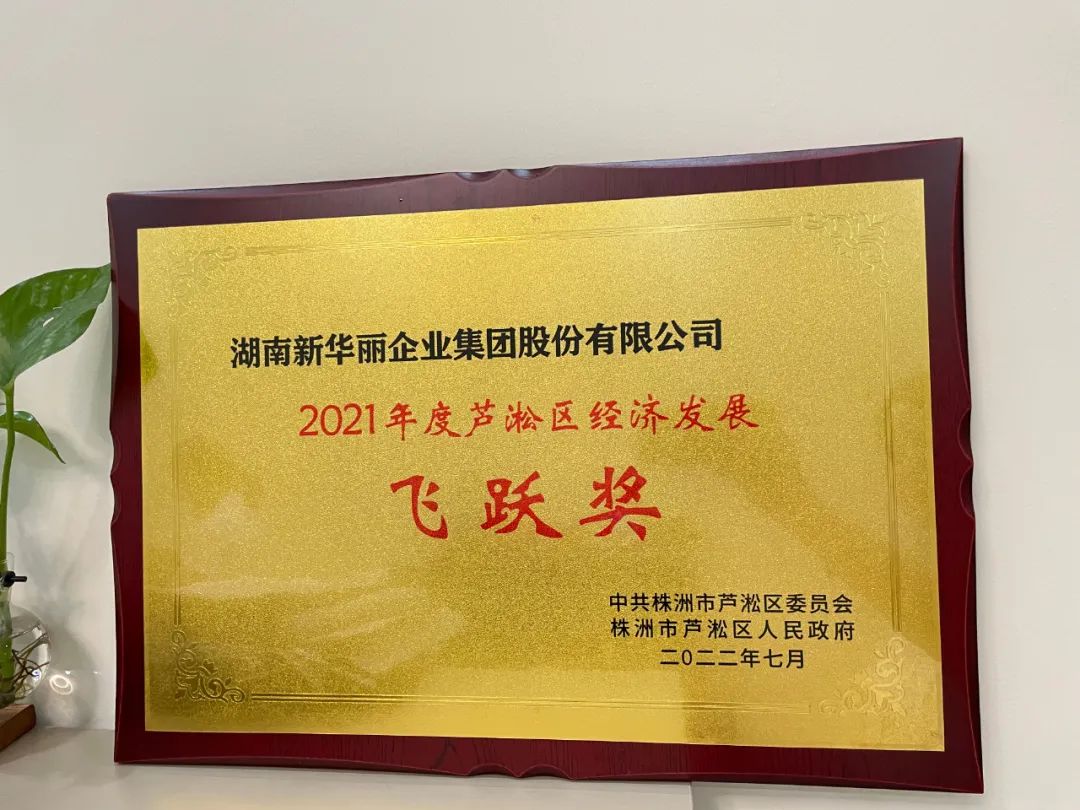 湖南新华丽企业集团股份有限公司
2021年度芦淞区经济发展
飞跃奖
中共株洲市芦淞区委员会
株洲市芦淞区人民政府
二〇二二年七月